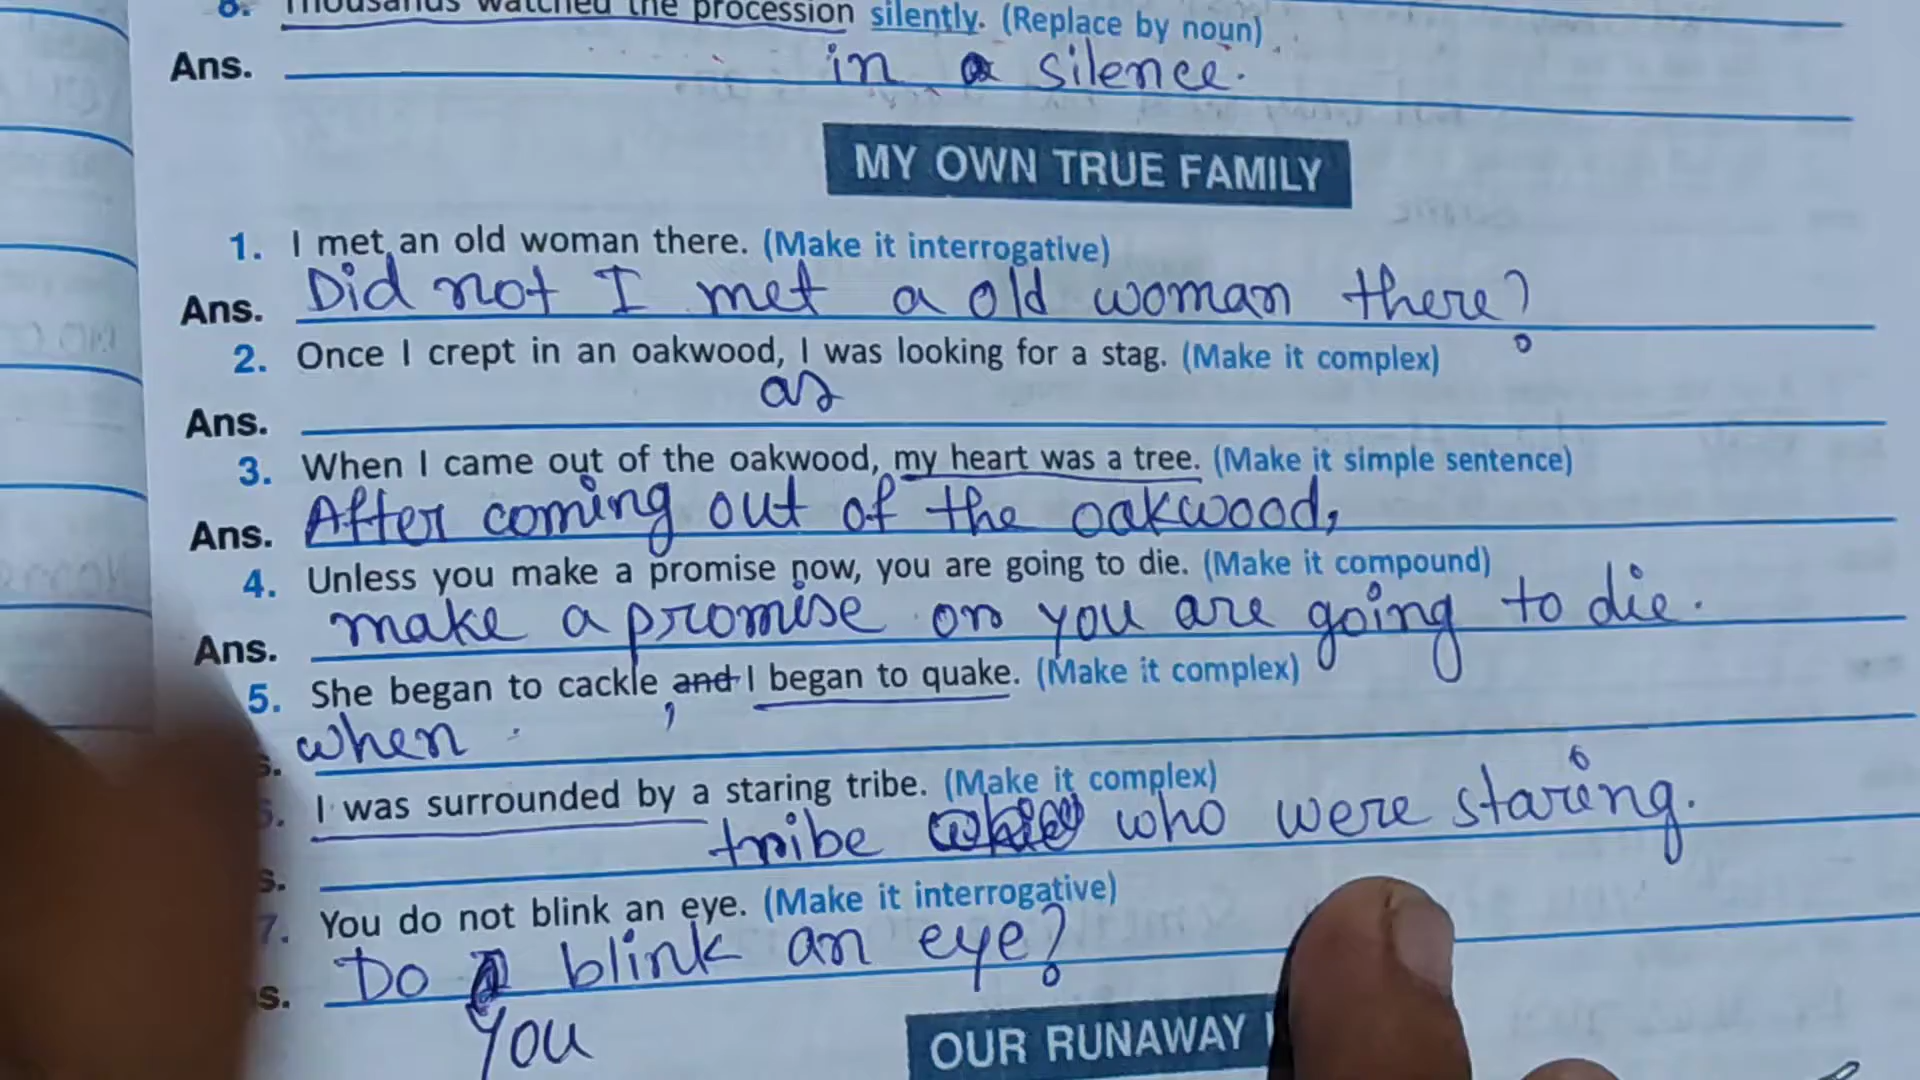 8. Thousands watched the procession silently. (Replace by noun)
Ans. in a silence.
MY OWN TRUE FAMILY
1. I met an old woman there. (Make it interrogative)
Ans. Did not I met a old woman there?
2. Once I crept in an oakwood, I was looking for a stag. (Make it complex)
Ans. as
3. When I came out of the oakwood, my heart was a tree. (Make it simple sentence)
Ans. After coming out of the oakwood,
4. Unless you make a promise now, you are going to die. (Make it compound)
Ans. make a promise or you are going to die.
5. She began to cackle and I began to quake. (Make it complex)
s. when ,
6. I was surrounded by a staring tribe. (Make it complex)
s. tribe who were staring.
7. You do not blink an eye. (Make it interrogative)
s. Do blink an eye?
You
OUR RUNAWAY